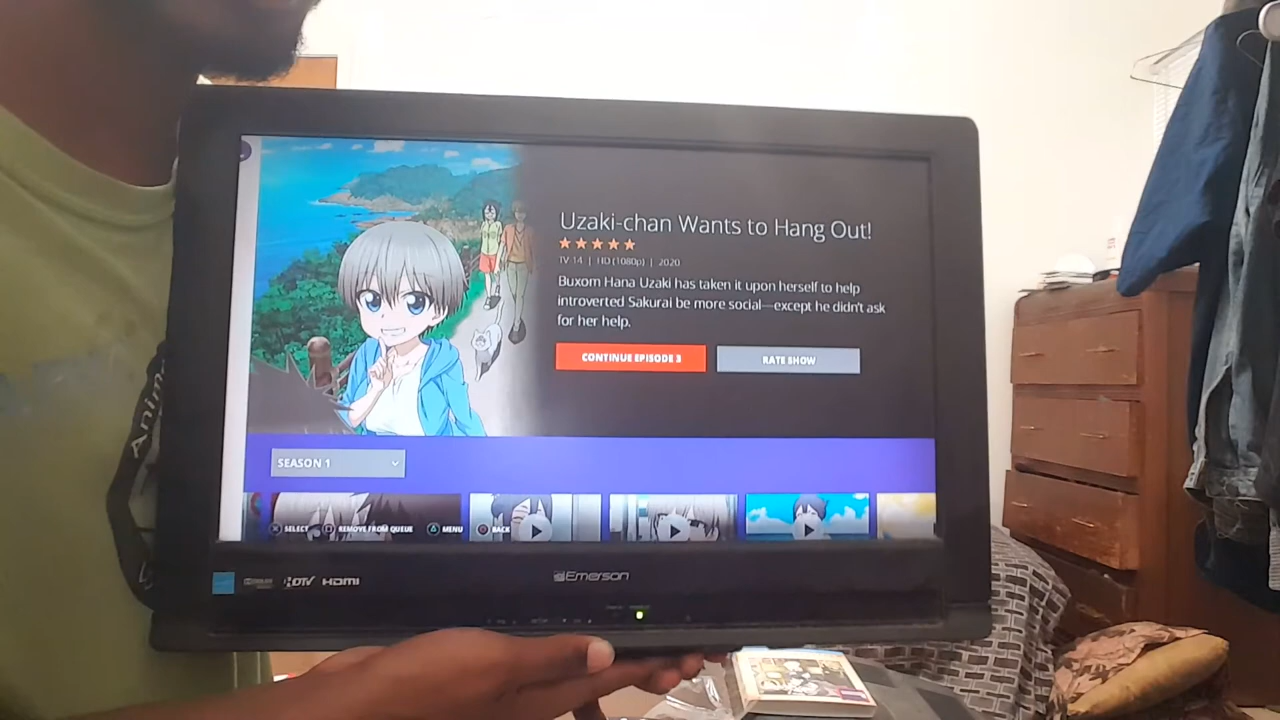 Uzaki-chan Wants to Hang Out!
TV-14 | HD (1080p) | 2020
Buxom Hana Uzaki has taken it upon herself to help
introverted Sakurai be more social—except he didn't ask
for her help.
CONTINUE EPISODE 3
RATE SHOW
SEASON 1
SELECT
REMOVE FROM QUEUE
MENU
BACK
HDTV
HDMI
Emerson
Anim